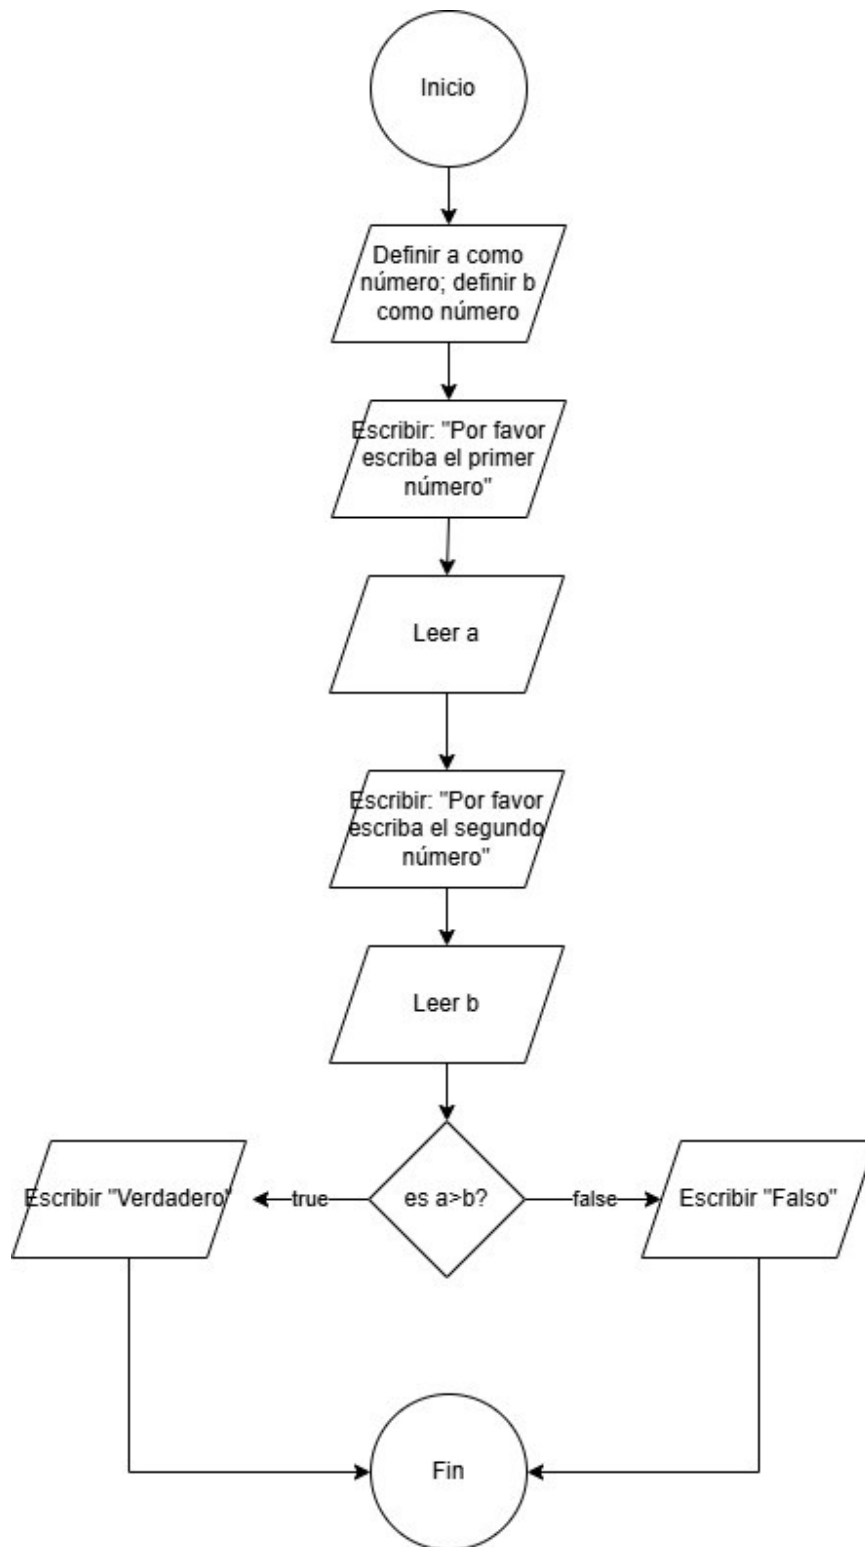 Inicio
Definir a como
número; definir b
como número
Escribir: "Por favor
escriba el primer
número"
Leer a
Escribir: "Por favor
escriba el segundo
número"
Leer b
Escribir "Verdadero"
true
es a>b?
false
Escribir "Falso"
Fin